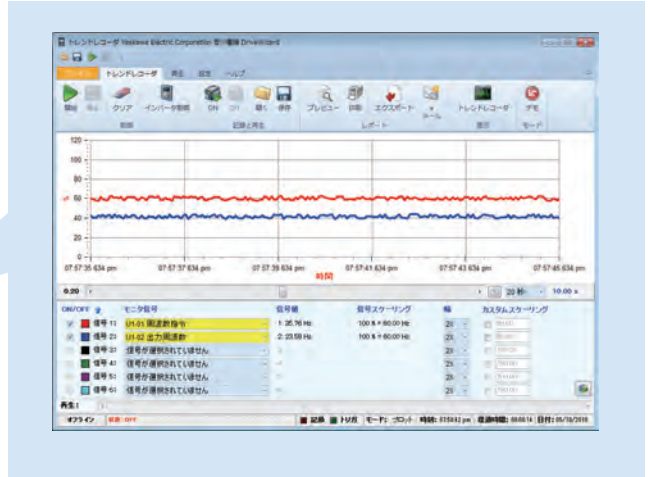 トレンドレコーダ Yaskawa Electric Corporation 安川電機 DriveWizard
トレンドレコーダ 再生 設定 ヘルプ
開始 停止 クリア インバータ制御 ON Off 開く 保存 プレビュー 印刷 エクスポート メール トレンドレコーダ デモ
制御 記録と再生 レポート 表示 モード
120
100
80
% 60
40
20
0
07:57:35 634 pm 07:57:37 634 pm 07:57:39 634 pm 07:57:41 634 pm 07:57:43 634 pm 07:57:45 634 pm
時間
0.20 20 秒 10.00 s
ON/OFF モニタ信号 信号値 信号スケーリング 幅 カスタムスケーリング
信号 1: U1-01 周波数指令 1: 35.76 Hz 100 % = 60.00 Hz 2X
信号 2: U1-02 出力周波数 2: 23.58 Hz 100 % = 60.00 Hz 2X
信号 3: 信号が選択されていません 2X
信号 4: 信号が選択されていません 2X
信号 5: 信号が選択されていません 2X
信号 6: 信号が選択されていません 2X
再生:
オフライン OFF 記録 トリガ モード: プロット 時刻: pm 経過時間: 日付: 05/10/2010